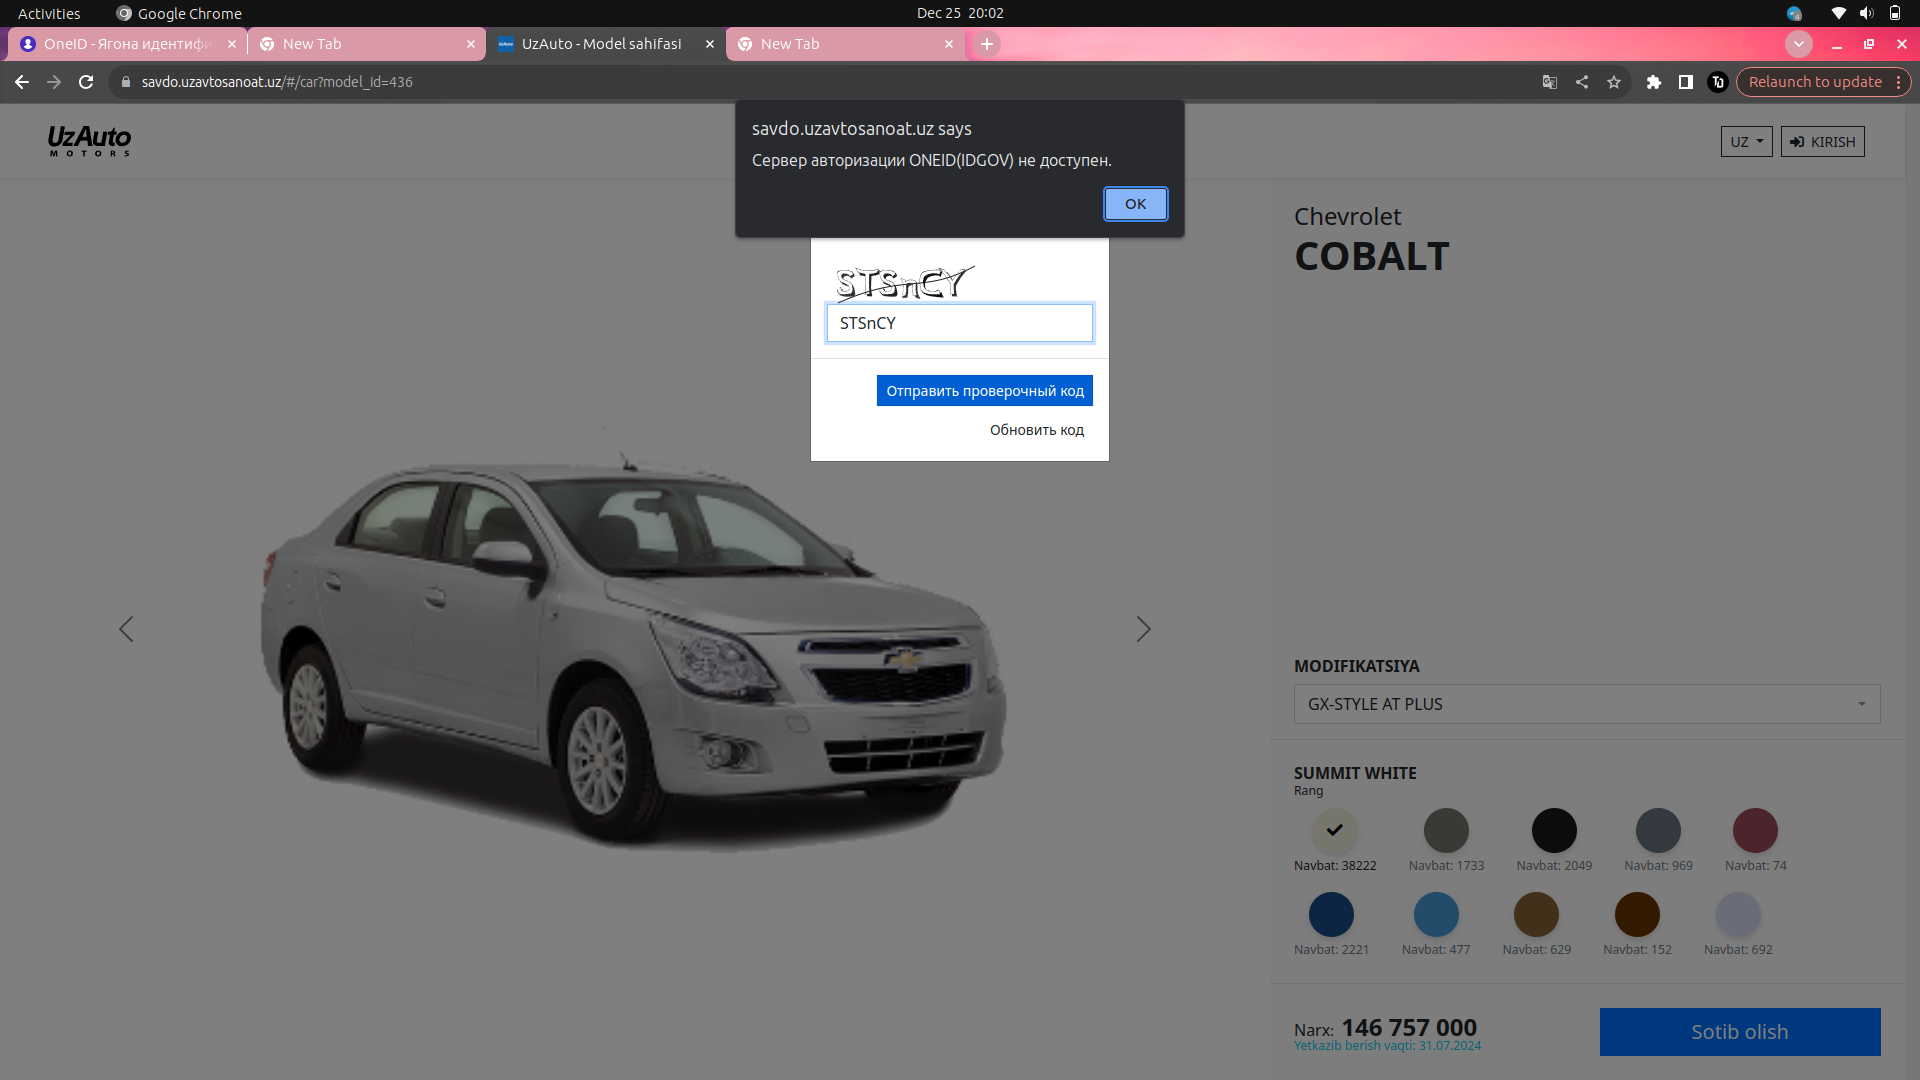 Activities
Google Chrome
Dec 25 20:02
OneID - Ягона идентифи
New Tab
UzAuto - Model sahifasi
New Tab
savdo.uzavtosanoat.uz/#/car?model_id=436
Relaunch to update
UzAuto
MOTORS
UZ
KIRISH
savdo.uzavtosanoat.uz says
Сервер авторизации ONEID(IDGOV) не доступен.
OK
STSnCY
STSnCY
Отправить проверочный код
Обновить код
Chevrolet
COBALT
MODIFIKATSIYA
GX-STYLE AT PLUS
SUMMIT WHITE
Rang
Navbat: 38222
Navbat: 1733
Navbat: 2049
Navbat: 969
Navbat: 74
Navbat: 2221
Navbat: 477
Navbat: 629
Navbat: 152
Navbat: 692
Narx: 146 757 000
Yetkazib berish vaqti: 31.07.2024
Sotib olish